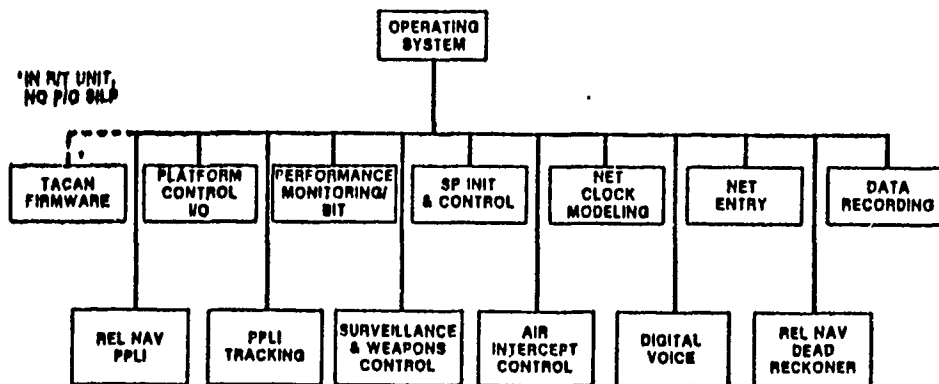 OPERATING
SYSTEM
*IN R/T UNIT,
NO P/O
TACAN
FIRMWARE
PLATFORM
CONTROL
I/O
PERFORMANCE
MONITORING/
BIT
SP INIT
& CONTROL
NET
CLOCK
MODELING
NET
ENTRY
DATA
RECORDING
REL NAV
PPLI
PPLI
TRACKING
SURVEILLANCE
& WEAPONS
CONTROL
AIR
INTERCEPT
CONTROL
DIGITAL
VOICE
REL NAV
DEAD
RECKONER